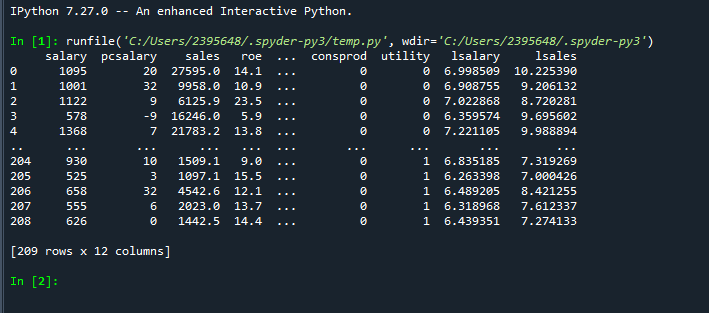 IPython 7.27.0 -- An enhanced Interactive Python.
In [1]: runfile('C:/Users/2395648/.spyder-py3/temp.py', wdir='C:/Users/2395648/.spyder-py3')
     salary  pcsalary    sales   roe  ...  consprod  utility   lsalary     lsales
0      1095        20  27595.0  14.1  ...         0        0  6.998509  10.225390
1      1001        32   9958.0  10.9  ...         0        0  6.908755   9.206132
2      1122         9   6125.9  23.5  ...         0        0  7.022868   8.720281
3       578        -9  16246.0   5.9  ...         0        0  6.359574   9.695602
4      1368         7  21783.2  13.8  ...         0        0  7.221105   9.988894
..      ...       ...      ...   ...  ...       ...      ...       ...        ...
204     930        10   1509.1   9.0  ...         0        1  6.835185   7.319269
205     525         3   1097.1  15.5  ...         0        1  6.263398   7.000426
206     658        32   4542.6  12.1  ...         0        1  6.489205   8.421255
207     555         6   2023.0  13.7  ...         0        1  6.318968   7.612337
208     626         0   1442.5  14.4  ...         0        1  6.439351   7.274133
[209 rows x 12 columns]
In [2]: